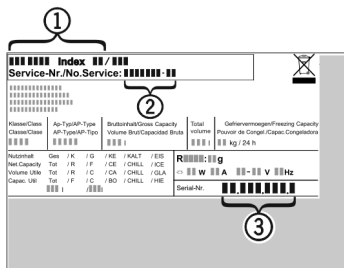 1
Index /
Service-Nr./No.Service: -
2
Klasse/Class Ap-Typ/AP-Type Bruttoinhalt/Gross Capacity Total Gefriervermoegen/Freezing Capacity
Classe/Classe AP-Type/AP-Tipo Volume Brut/Capacidad Bruta volume Pouvoir de Congel./Capac.Congeladora
l l kg / 24 h
Nutzinhalt Ges / K / G / KE / KALT / EIS
Net.Capacity Tot / R / F / CE / CHILL / ICE
Volume Utile Tot / R / C / CA / CHILL / GLA
Capac. Util Tot / F / C / BO / CHILL / HIE
l / l
R : g
W A - V Hz
Serial-Nr. . . .
3